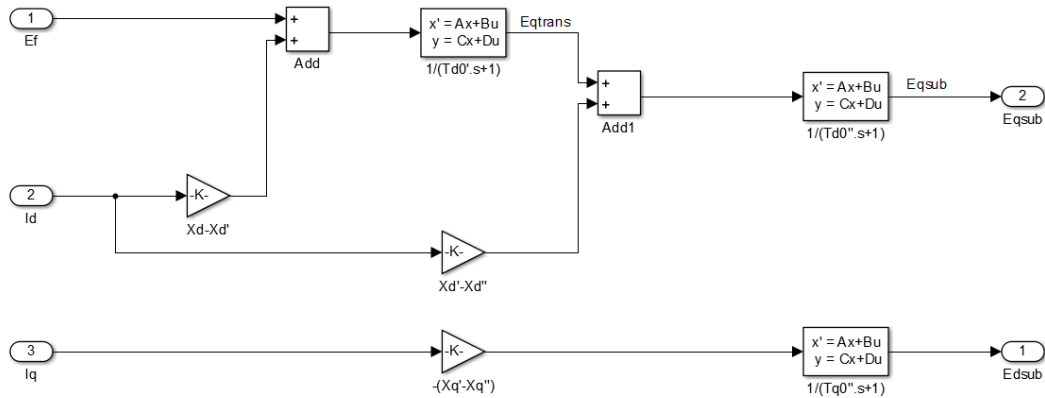 1
Ef
+
+
Add
x' = Ax+Bu
y = Cx+Du
1/(Td0'.s+1)
Eqtrans
+
+
Add1
x' = Ax+Bu
y = Cx+Du
1/(Td0''.s+1)
Eqsub
2
Eqsub
2
Id
-K-
Xd-Xd'
-K-
Xd'-Xd''
3
Iq
-K-
-(Xq'-Xq'')
x' = Ax+Bu
y = Cx+Du
1/(Tq0''.s+1)
1
Edsub